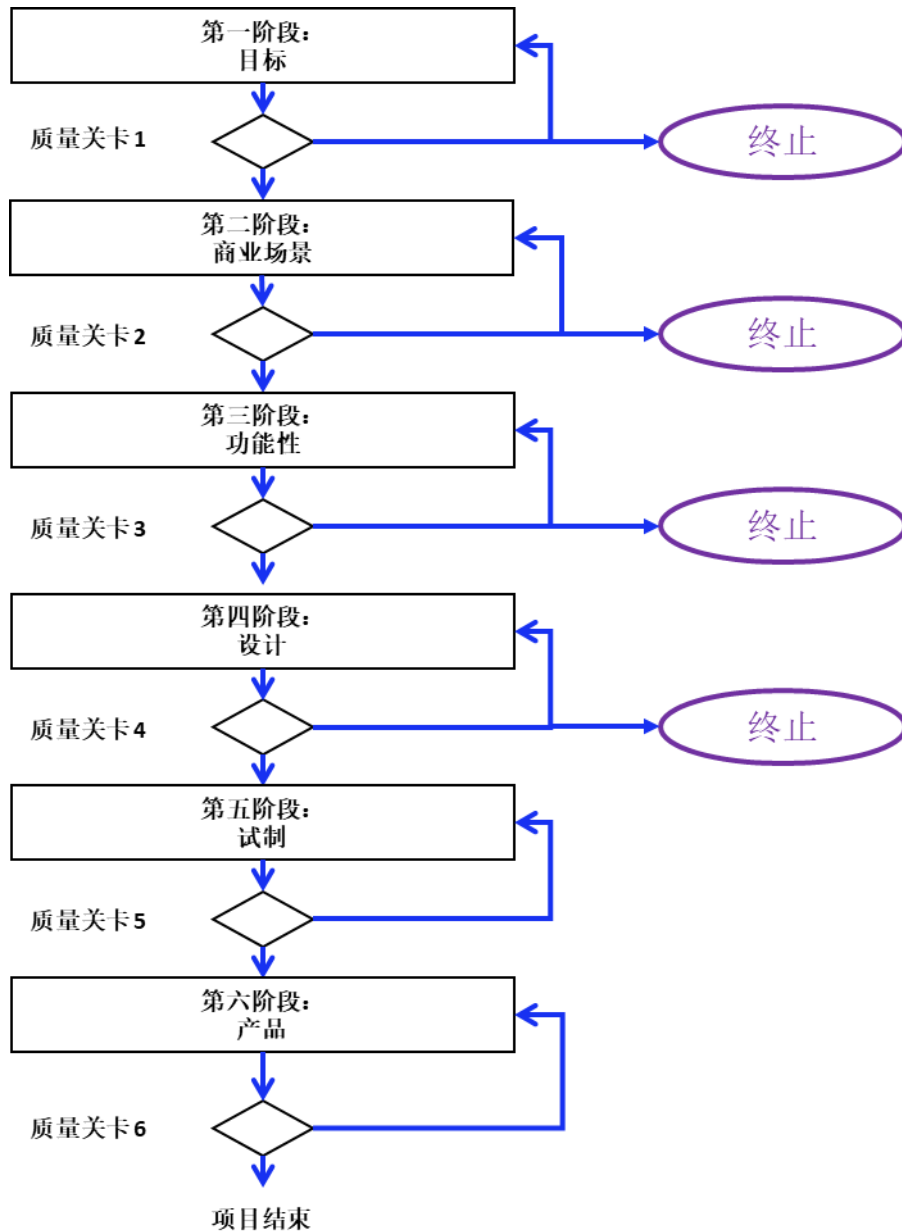 第一阶段：
目标
质量关卡1
终止
第二阶段：
商业场景
质量关卡2
终止
第三阶段：
功能性
质量关卡3
终止
第四阶段：
设计
质量关卡4
终止
第五阶段：
试制
质量关卡5
第六阶段：
产品
质量关卡6
项目结束